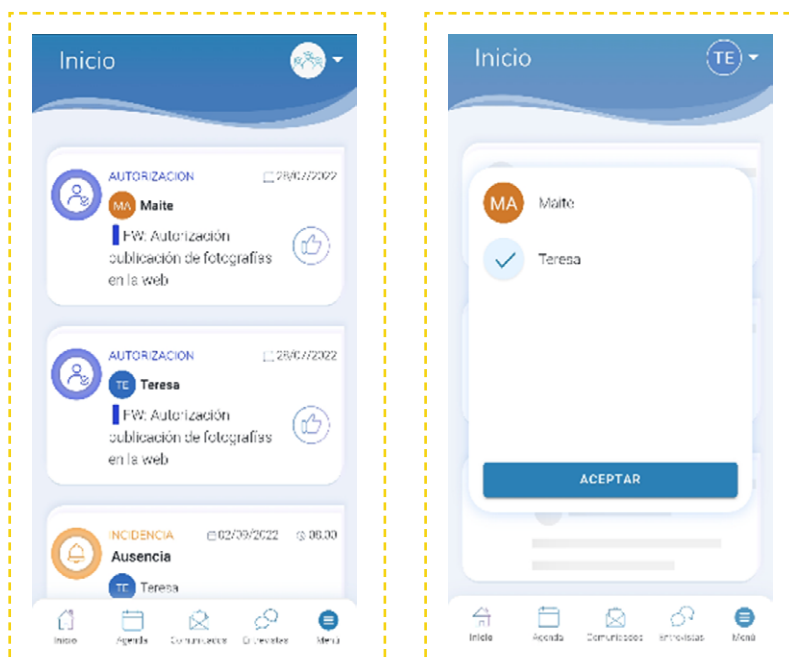 Inicio
AUTORIZACION 28/07/2022
MA Maite
FW: Autorización
publicación de fotografías
en la web
AUTORIZACION 28/07/2022
TE Teresa
FW: Autorización
publicación de fotografías
en la web
INCIDENCIA 02/09/2022 08:00
Ausencia
TE Teresa
Inicio Agenda Comunicados Entrevistas Menú
Inicio TE
MA Maite
Teresa
ACEPTAR
Inicio Agenda Comunicados Entrevistas Menú